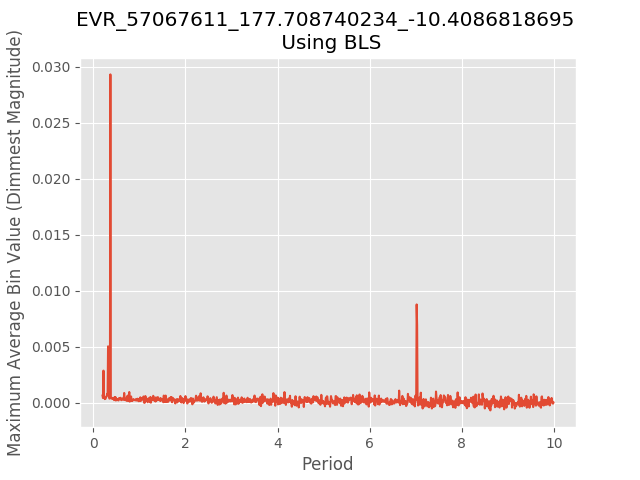 EVR_57067611_177.708740234_-10.4086818695
Using BLS
Maximum Average Bin Value (Dimmest Magnitude)
0.030
0.025
0.020
0.015
0.010
0.005
0.000
0 2 4 6 8 10
Period